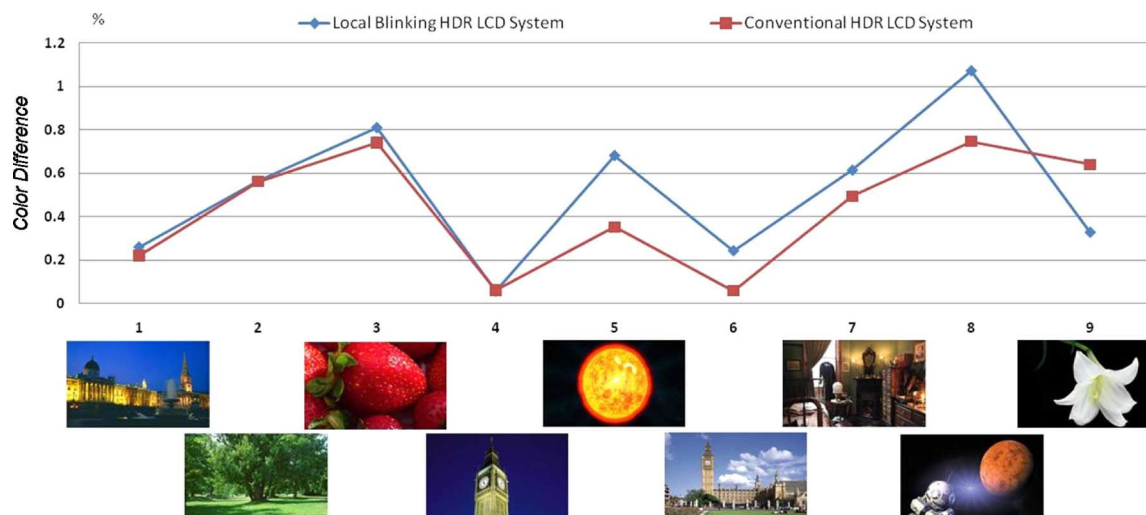 %
Local Blinking HDR LCD System
Conventional HDR LCD System
Color Difference
1.2
1
0.8
0.6
0.4
0.2
0
1 2 3 4 5 6 7 8 9